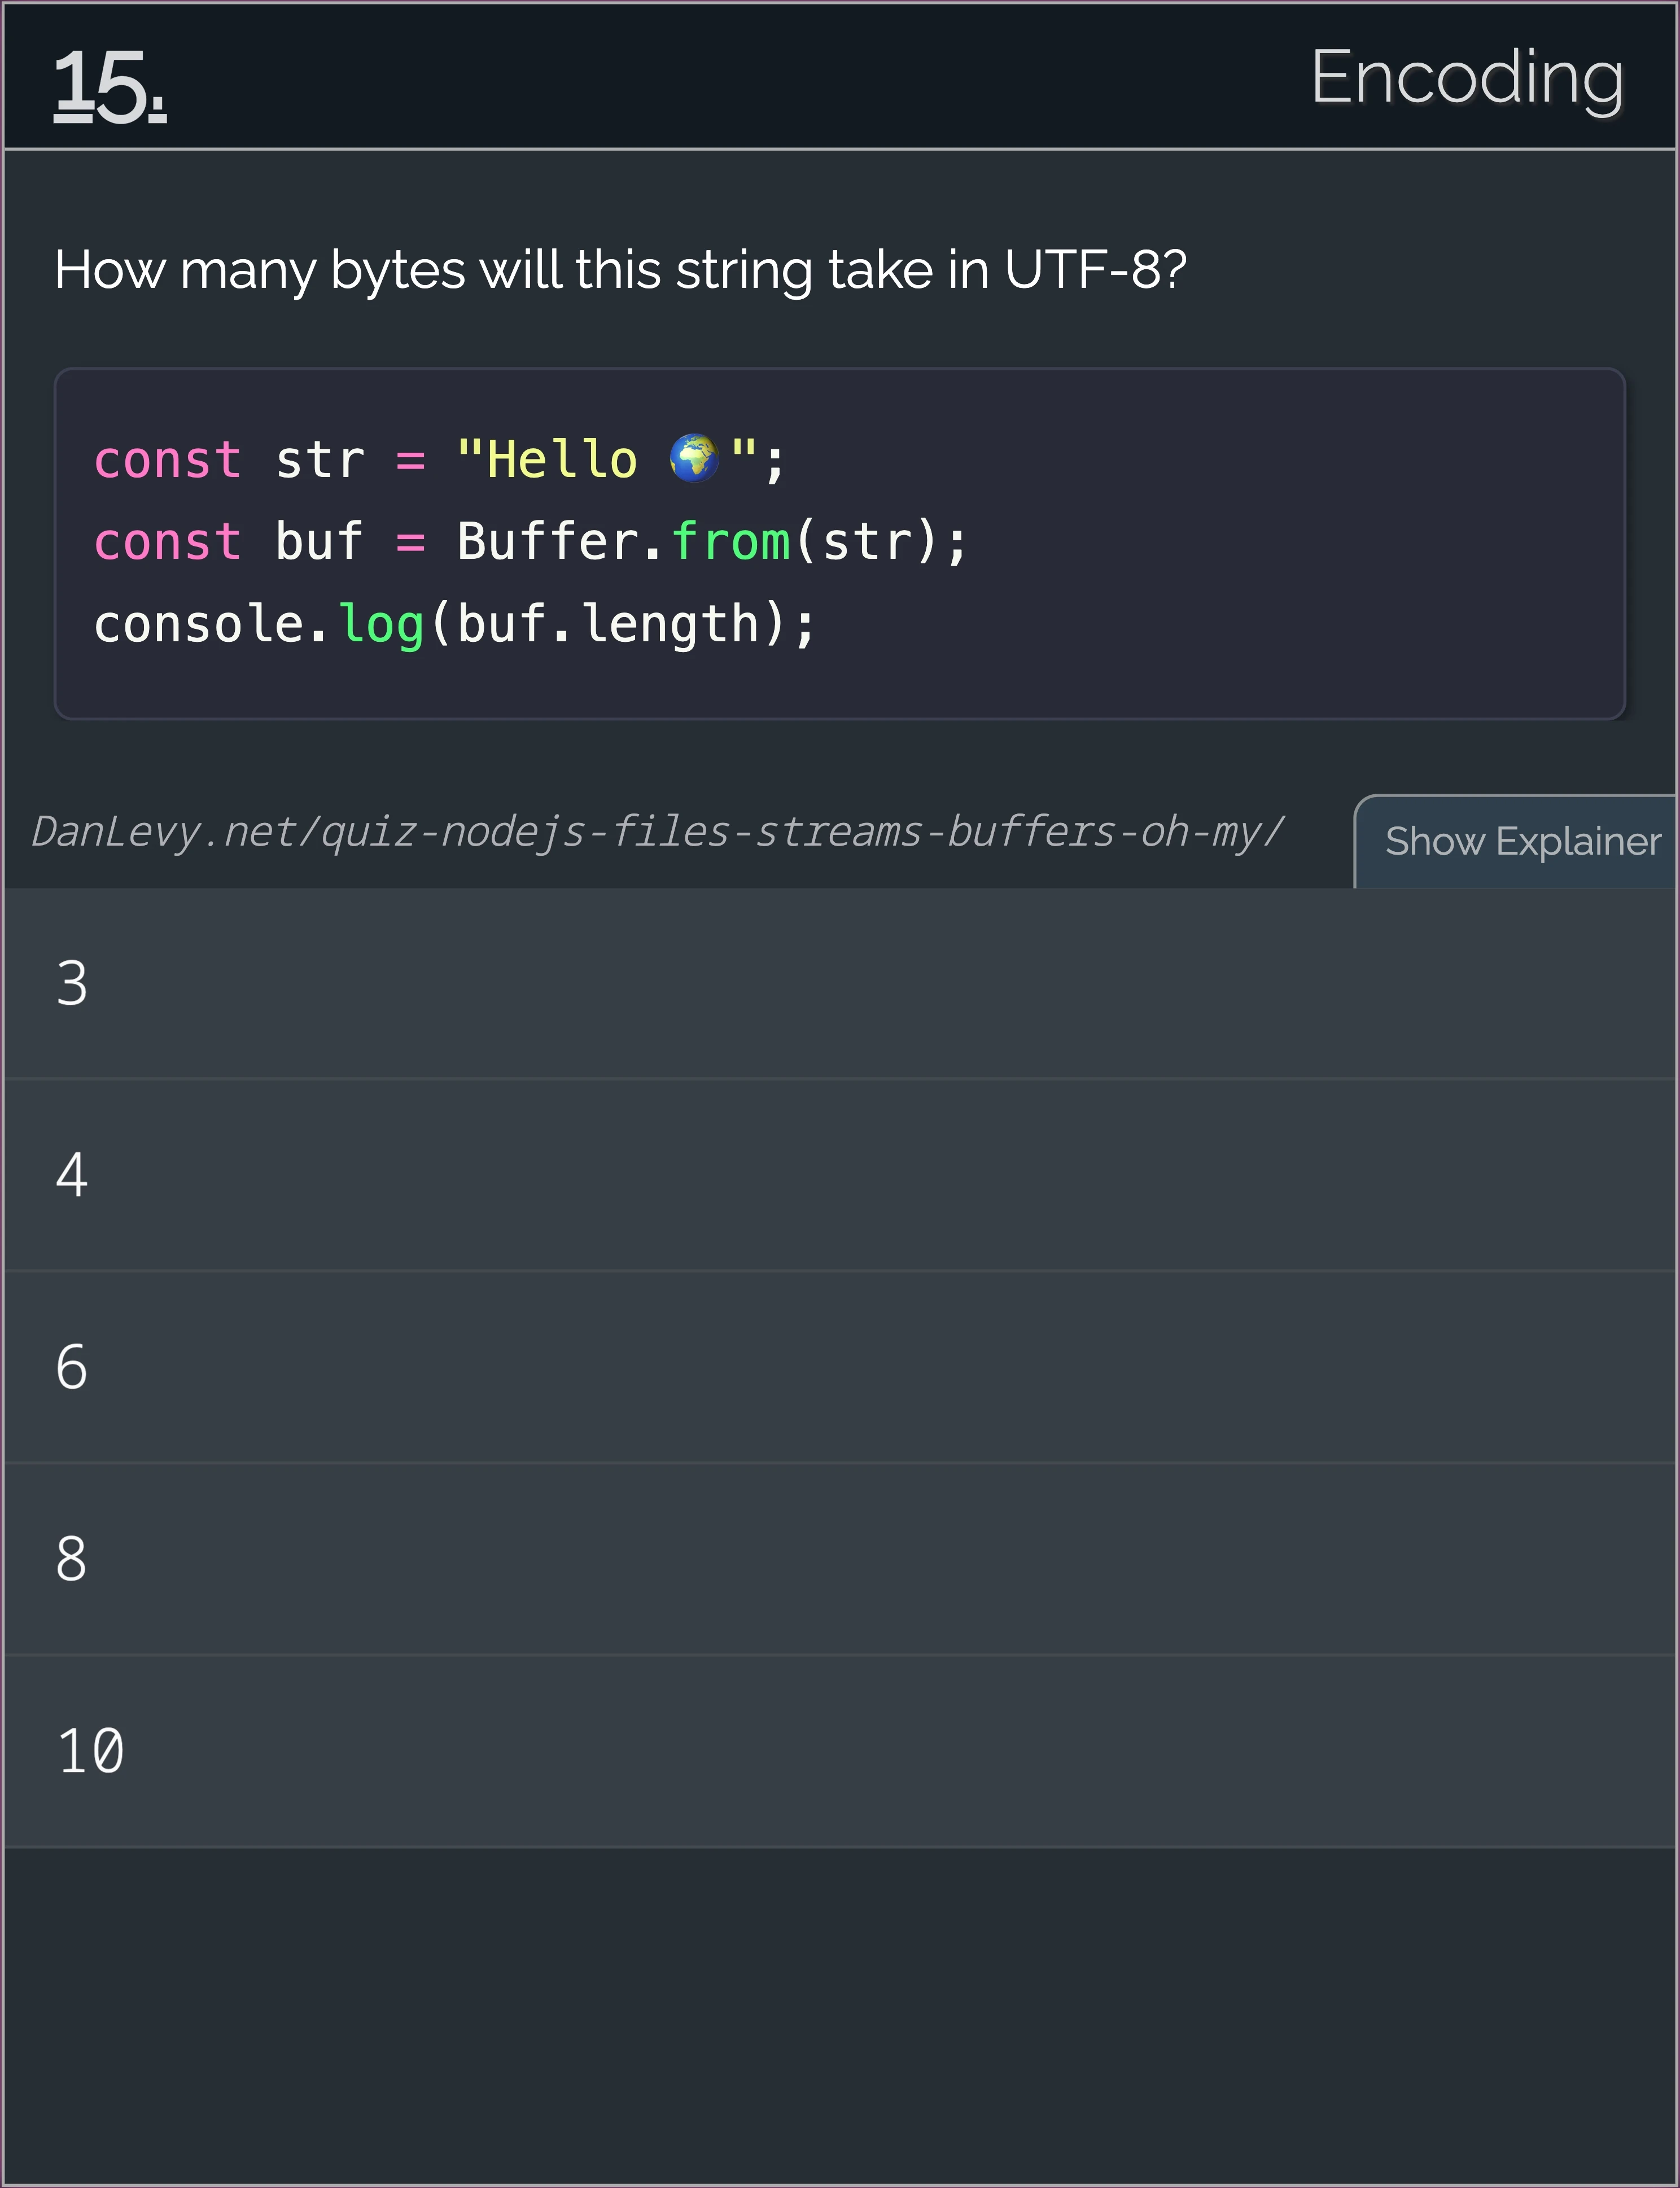 15.
Encoding
How many bytes will this string take in UTF-8?
const str = "Hello 🌍";
const buf = Buffer.from(str);
console.log(buf.length);
DanLevy.net/quiz-nodejs-files-streams-buffers-oh-my/
Show Explainer
3
4
6
8
10